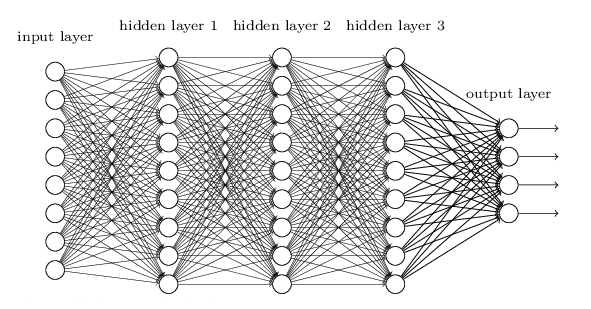 input layer
hidden layer 1
hidden layer 2
hidden layer 3
output layer